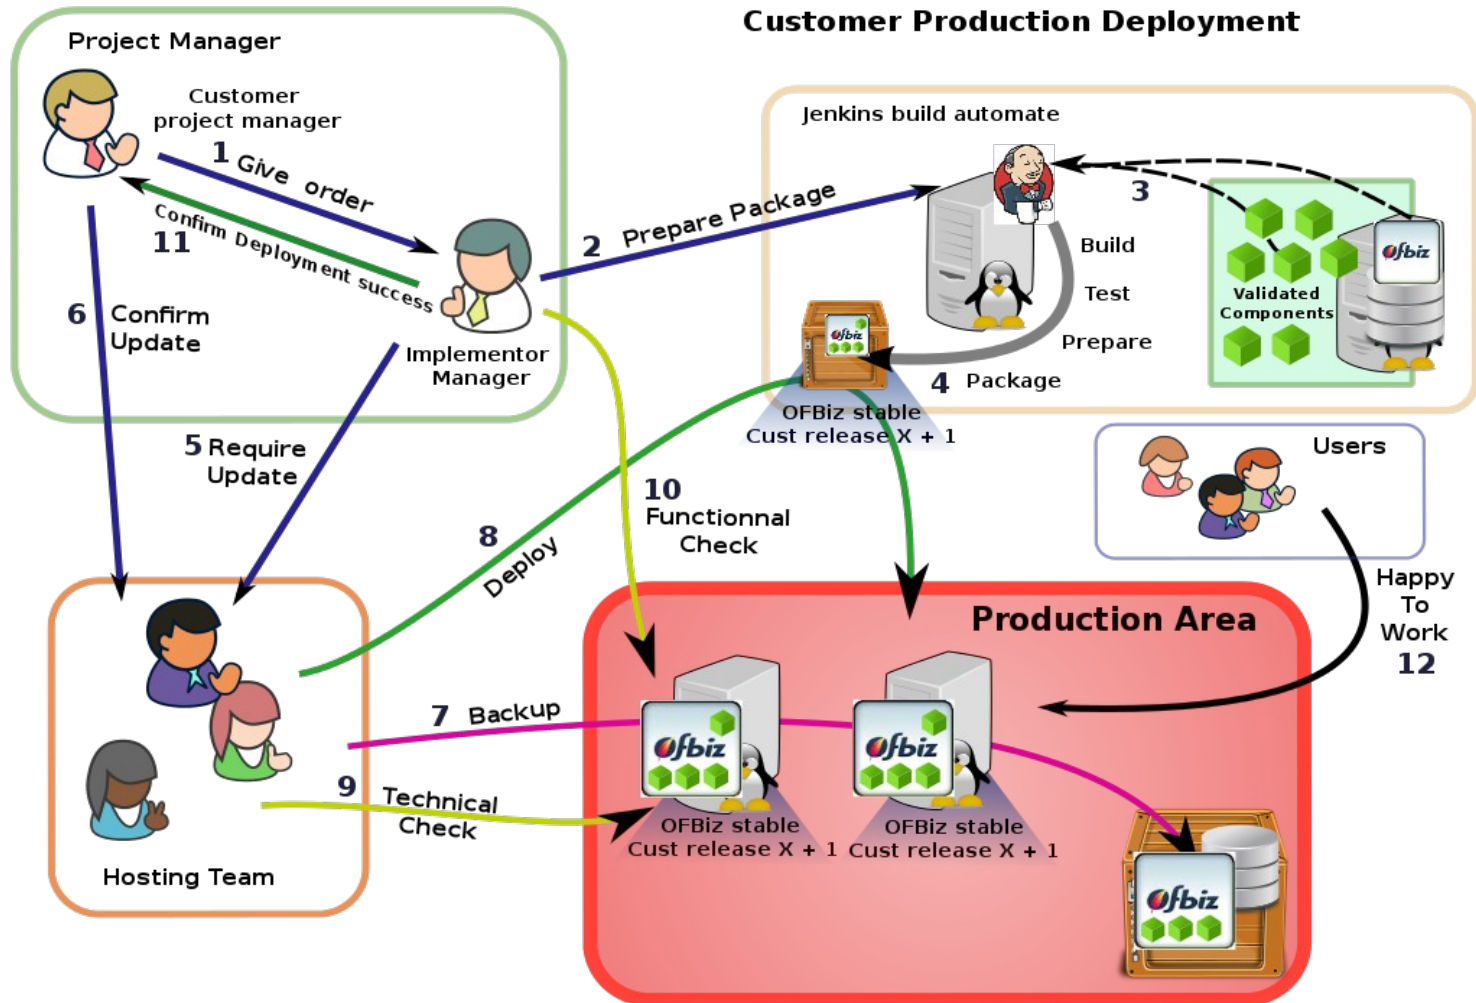 Customer Production Deployment
Project Manager
Customer
project manager
1 Give order
Confirm Deployment success
11
Implementor
Manager
2 Prepare Package
Jenkins build automate
3
Build
Test
Prepare
4 Package
Ofbiz
Validated
Components
Ofbiz
OFBiz stable
Cust release X + 1
6 Confirm
Update
5 Require
Update
Users
10
Functionnal
Check
8
Deploy
Happy
To
Work
12
Production Area
7 Backup
Ofbiz
Ofbiz
9 Technical
Check
OFBiz stable
Cust release X + 1
OFBiz stable
Cust release X + 1
Hosting Team
Ofbiz